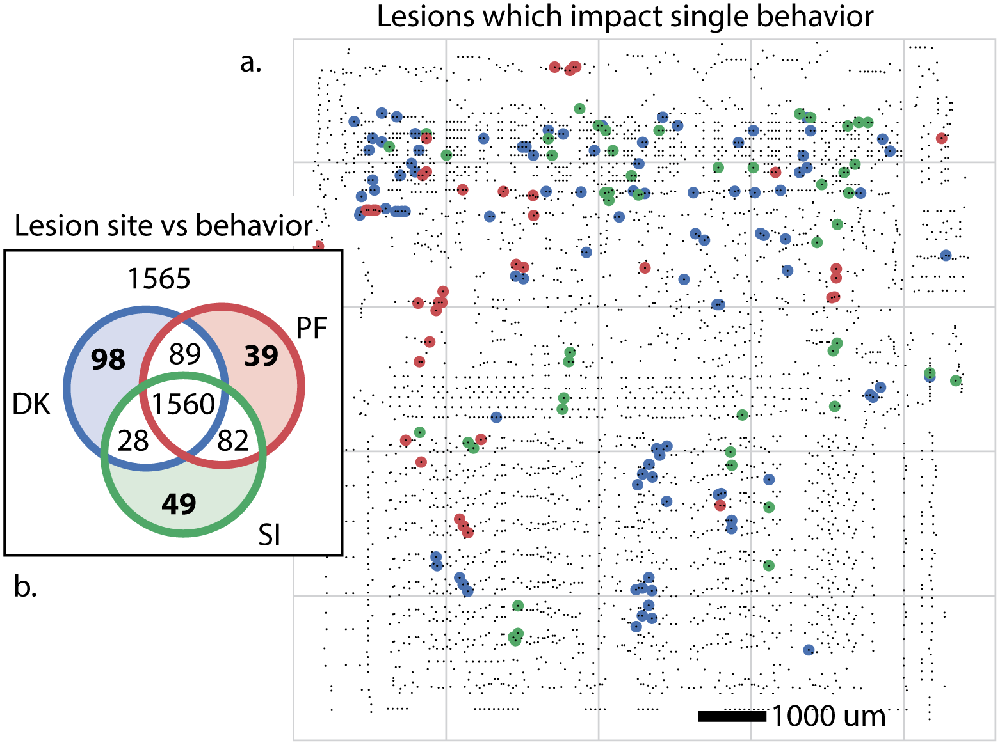 Lesions which impact single behavior
a.
Lesion site vs behavior
1565
PF
98
89
39
DK
1560
28
82
49
SI
b.
1000 um